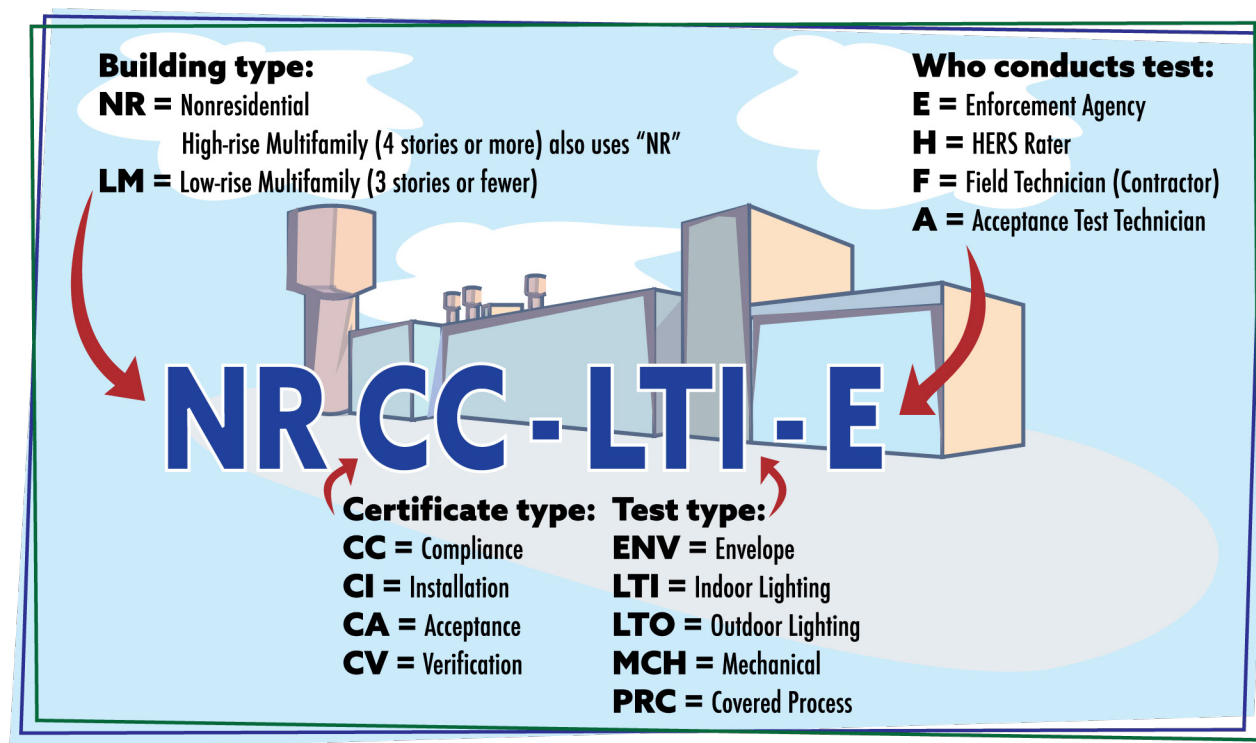 Building type:
NR = Nonresidential
High-rise Multifamily (4 stories or more) also uses “NR”
LM = Low-rise Multifamily (3 stories or fewer)
Who conducts test:
E = Enforcement Agency
H = HERS Rater
F = Field Technician (Contractor)
A = Acceptance Test Technician
NRCC - LTI - E
Certificate type:
CC = Compliance
CI = Installation
CA = Acceptance
CV = Verification
Test type:
ENV = Envelope
LTI = Indoor Lighting
LTO = Outdoor Lighting
MCH = Mechanical
PRC = Covered Process